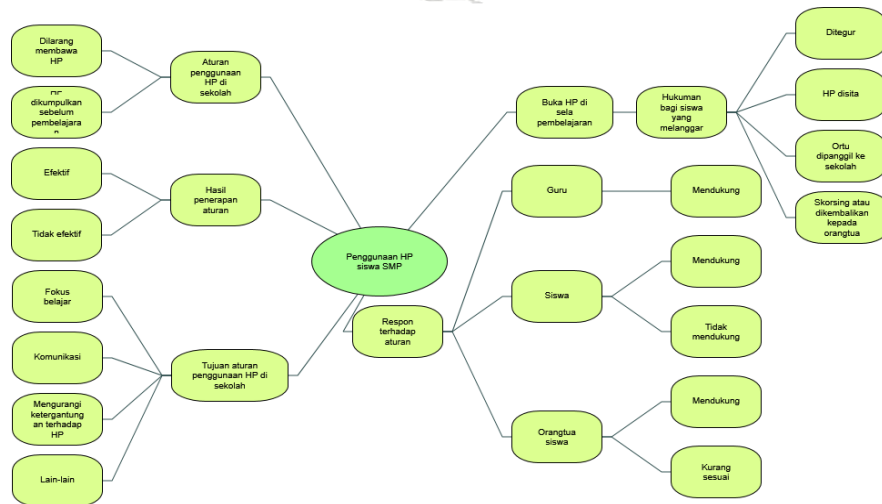 Dilarang
membawa
HP
HP
dikumpulkan
sebelum
pembelajara
n
Aturan
penggunaan
HP di
sekolah
Efektif
Tidak efektif
Hasil
penerapan
aturan
Fokus
belajar
Komunikasi
Mengurangi
ketergantung
an terhadap
HP
Lain-lain
Tujuan aturan
penggunaan HP di
sekolah
Penggunaan HP
siswa SMP
Buka HP di
sela
pembelajaran
Hukuman
bagi siswa
yang
melanggar
Ditegur
HP disita
Ortu
dipanggil ke
sekolah
Skorsing atau
dikembalikan
kepada
orangtua
Respon
terhadap
aturan
Guru
Mendukung
Siswa
Mendukung
Tidak
mendukung
Orangtua
siswa
Mendukung
Kurang
sesuai